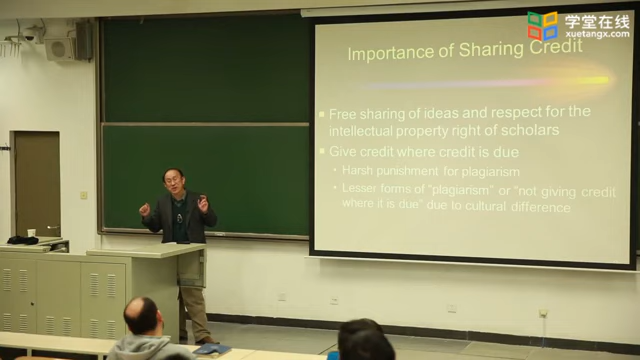 学堂在线
xuetangx.com
Importance of Sharing Credit
Free sharing of ideas and respect for the
intellectual property right of scholars
Give credit where credit is due
Harsh punishment for plagiarism
Lesser forms of "plagiarism" or "not giving credit
where it is due" due to cultural difference